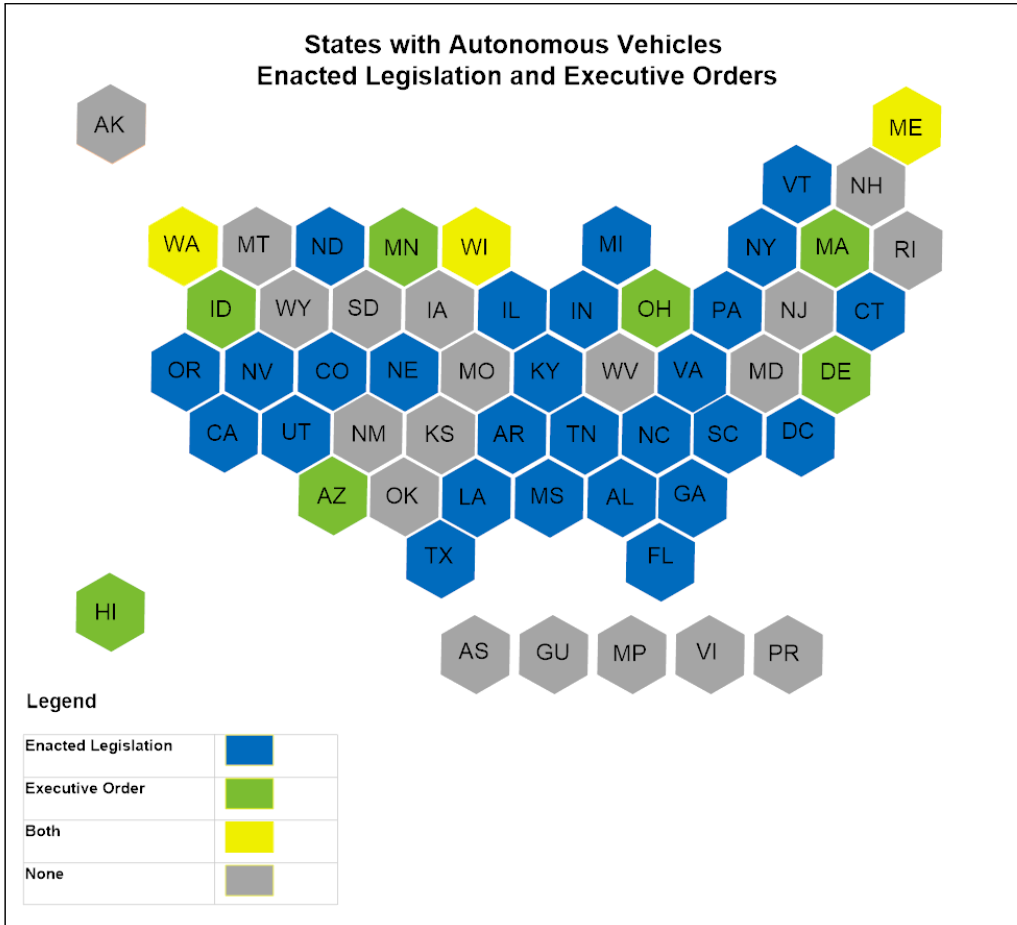 States with Autonomous Vehicles
Enacted Legislation and Executive Orders
AK
ME
VT NH
WA MT ND MN WI MI NY MA RI
ID WY SD IA IL IN OH PA NJ CT
OR NV CO NE MO KY WV VA MD DE
CA UT NM KS AR TN NC SC DC
AZ OK LA MS AL GA
TX FL
HI
AS GU MP VI PR
Legend
Enacted Legislation
Executive Order
Both
None